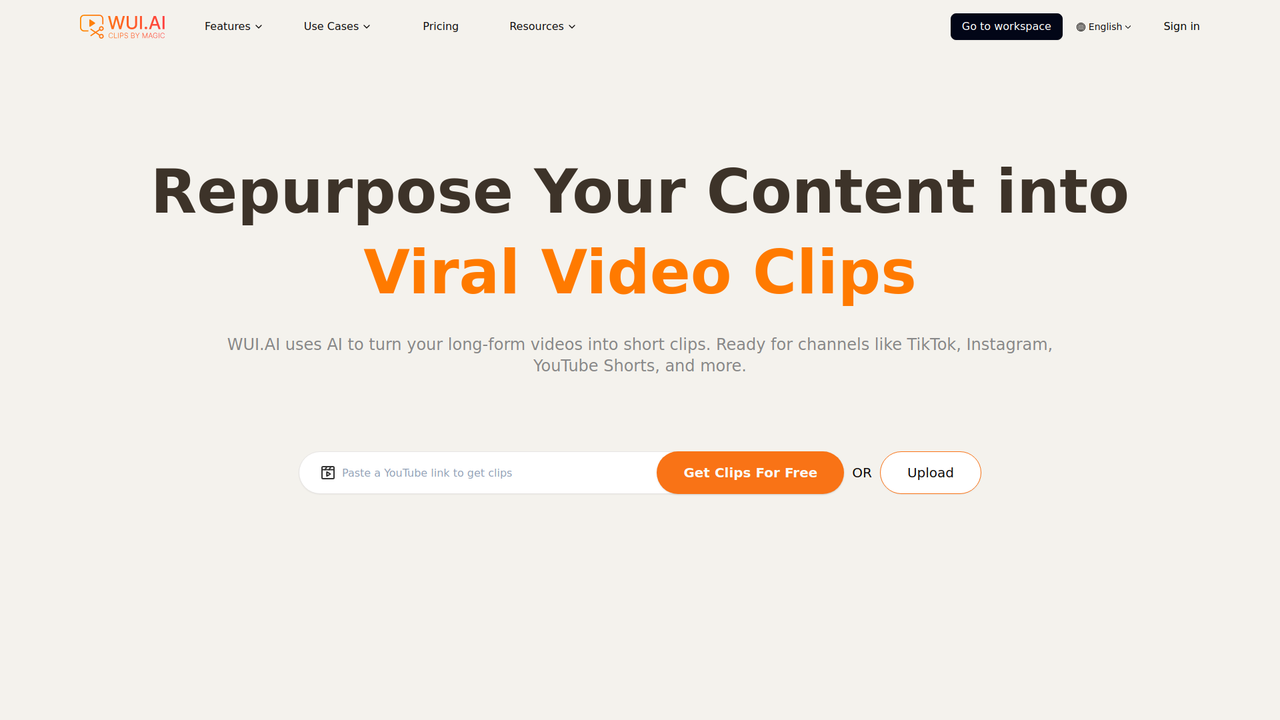 WUI.AI
CLIPS BY MAGIC
Features
Use Cases
Pricing
Resources
Go to workspace
English
Sign in
Repurpose Your Content into
Viral Video Clips
WUI.AI uses AI to turn your long-form videos into short clips. Ready for channels like TikTok, Instagram,
YouTube Shorts, and more.
Paste a YouTube link to get clips
Get Clips For Free
OR
Upload